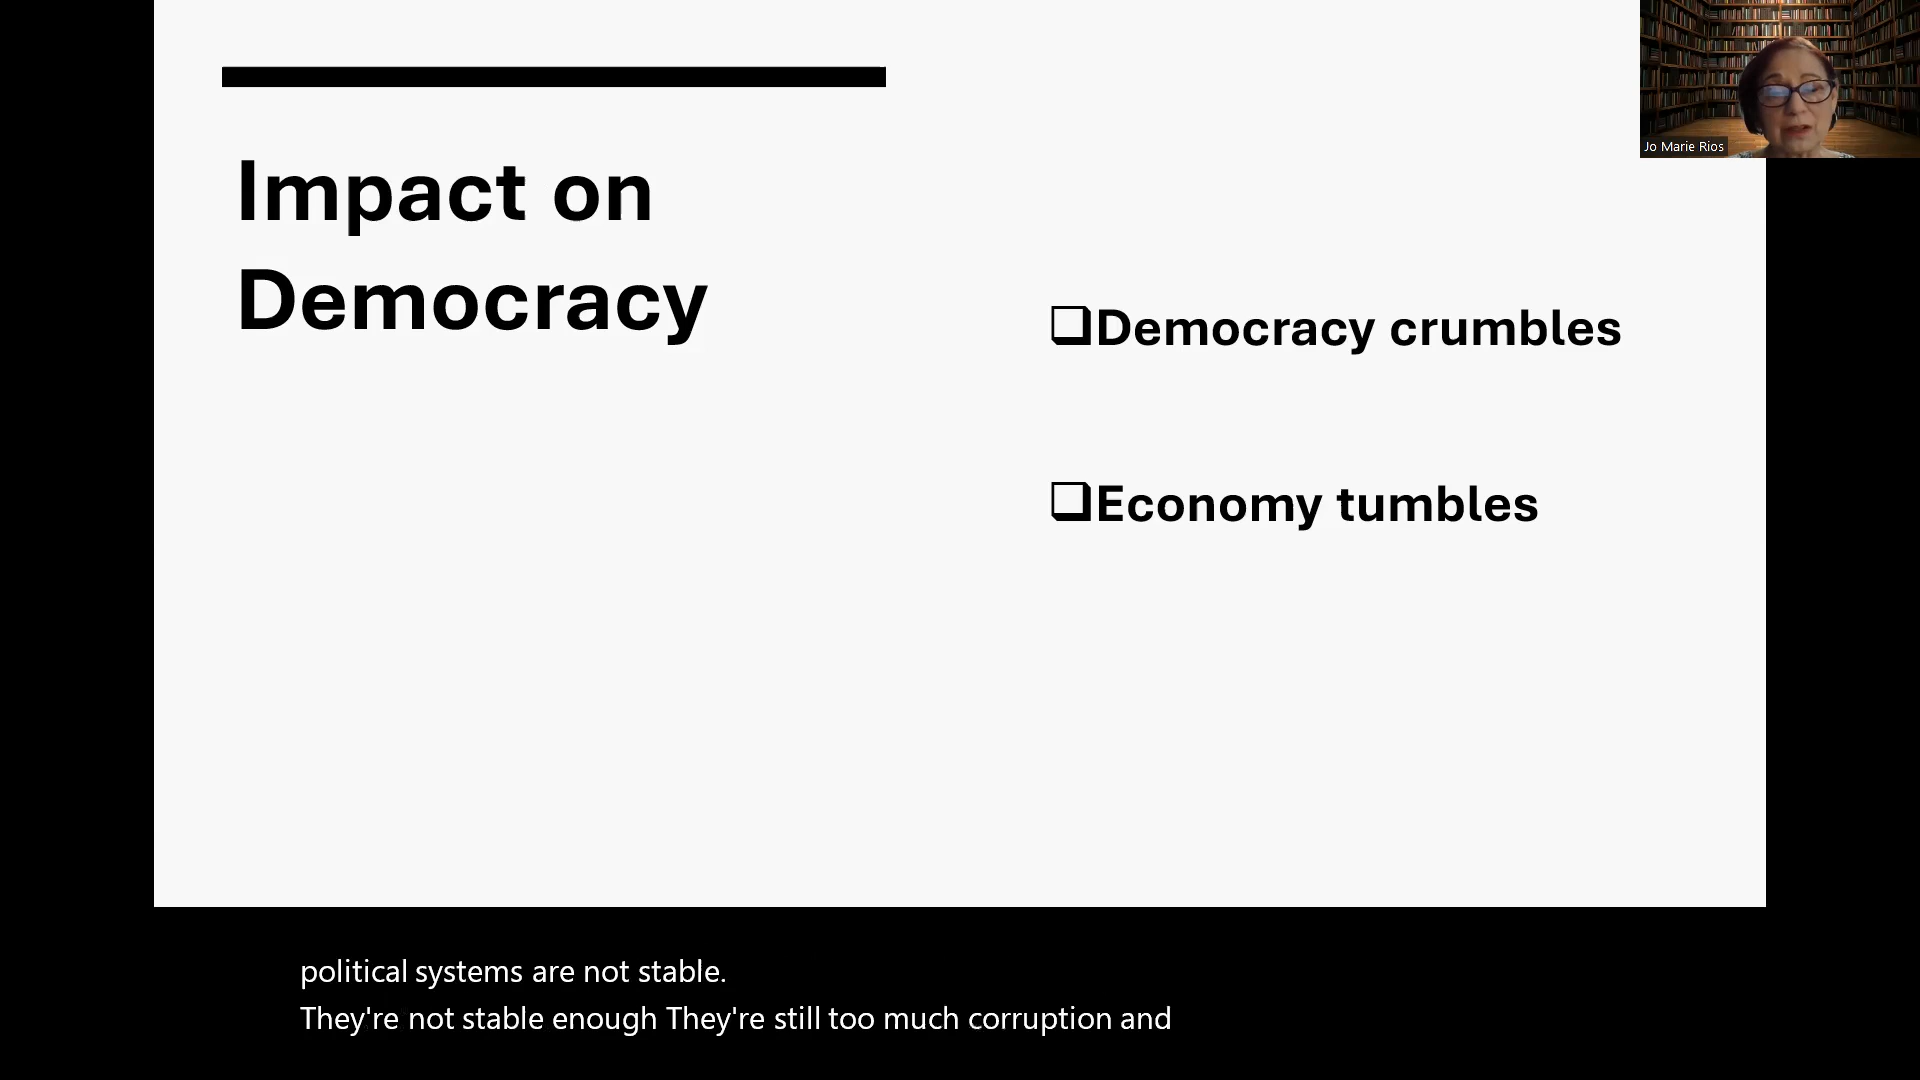 Impact on
Democracy
❑Democracy crumbles
❑Economy tumbles
Jo Marie Rios
political systems are not stable.
They're not stable enough They're still too much corruption and